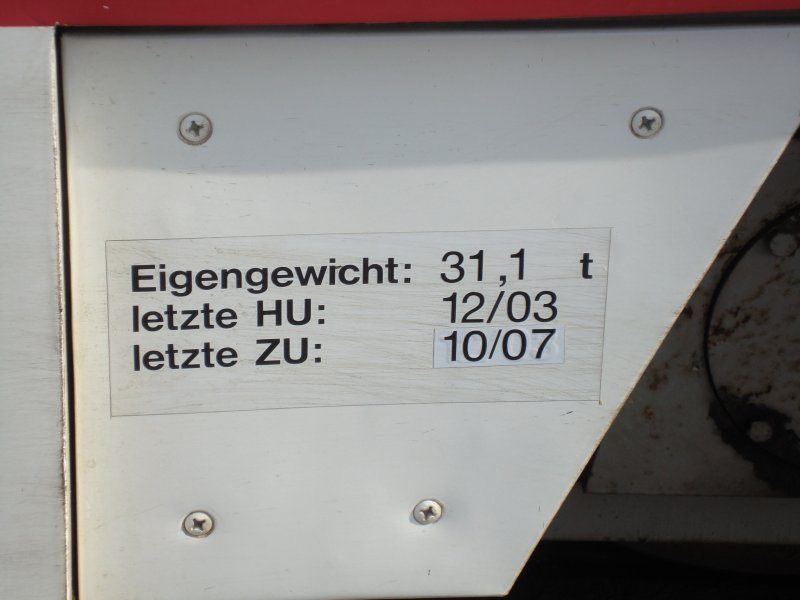 Eigengewicht: 31,1 t
letzte HU: 12/03
letzte ZU: 10/07